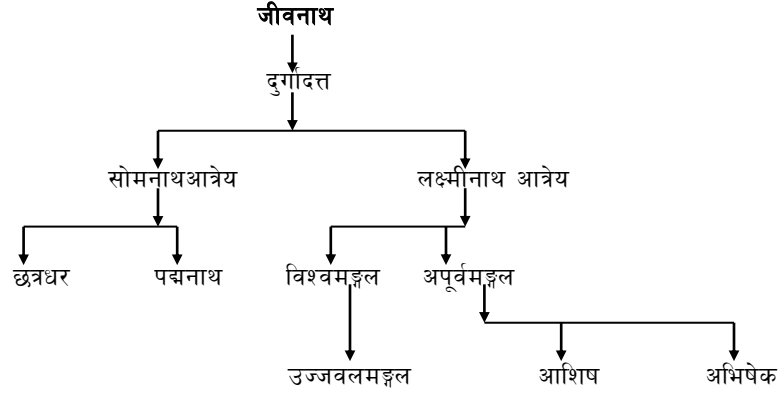 जीवनाथ
दुर्गादत्त
सोमनाथआत्रेय लक्ष्मीनाथ आत्रेय
छत्रधर पद्मनाथ विश्वमङ्गल अपूर्वमङ्गल
उज्जवलमङ्गल आशिष अभिषेक